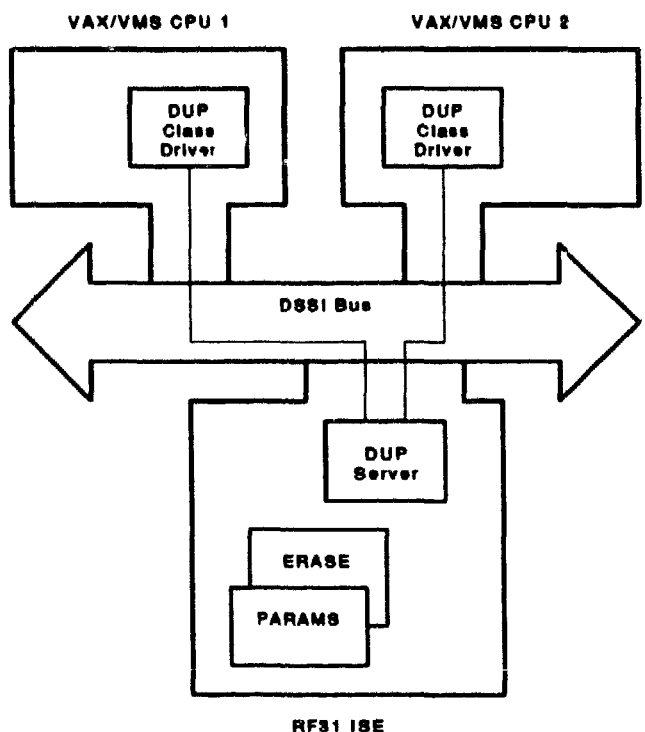 VAX/VMS CPU 1
VAX/VMS CPU 2
DUP
Class
Driver
DUP
Class
Driver
DSSI Bus
DUP
Server
ERASE
PARAMS
RF31 ISE